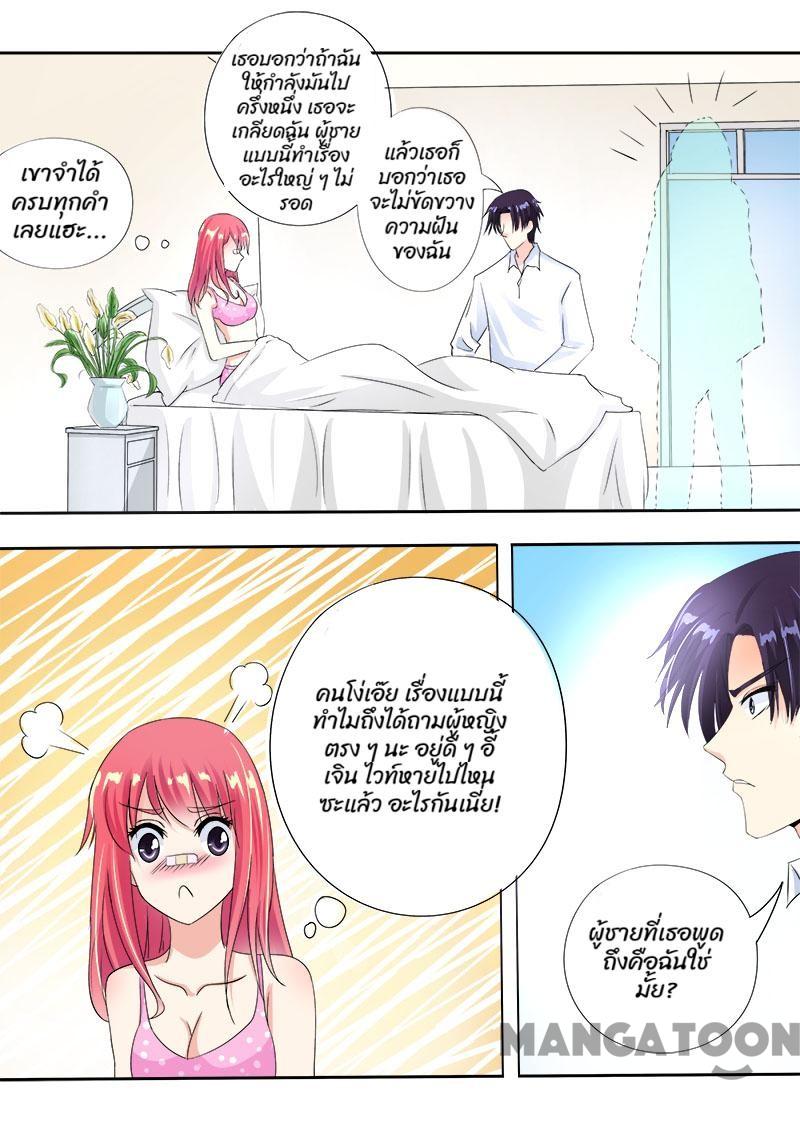 เธอบอกว่าถ้าฉัน
ให้กำลังมันไป
ครึ่งหนึ่ง เธอจะ
เกลียดฉัน ผู้ชาย
แบบนี้ทำเรื่อง
อะไรใหญ่ ๆ ไม่
รอด
แล้วเธอก็
บอกว่าเธอ
จะไม่ขัดขวาง
ความฝัน
ของฉัน
เขาจำได้
ครบทุกคำ
เลยแฮะ...
คนโง่เอ๊ย เรื่องแบบนี้
ทำไมถึงได้ถามผู้หญิง
ตรง ๆ นะ อยู่ดี ๆ อี้
เจิน ไวท์หายไปไหน
ซะแล้ว อะไรกันเนี่ย!
ผู้ชายที่เธอพูด
ถึงคือฉันใช่
มั้ย?
MANGATOON